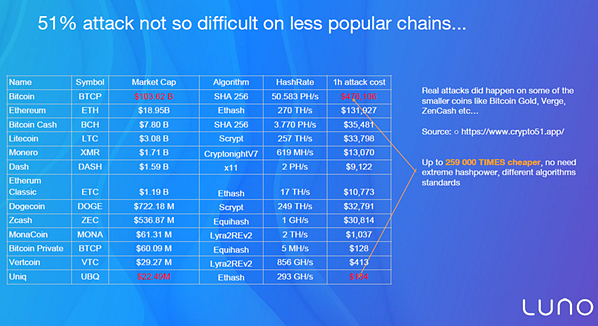 51% attack not so difficult on less popular chains...
Name Symbol Market Cap Algorithm HashRate 1h attack cost
Bitcoin BTCP $103.62 B SHA 256 50.583 PH/s
Ethereum ETH $18.95B Ethash 270 TH/s $131,927
Bitcoin Cash BCH $7.80 B SHA 256 3.770 PH/s $35,481
Litecoin LTC $3.08 B Scrypt 257 TH/s $33,798
Monero XMR $1.71 B CryptonightV7 619 MH/s $13,070
Dash DASH $1.59 B x11 2 PH/s $9,122
Etherum
Classic ETC $1.19 B Ethash 17 TH/s $10,773
Dogecoin DOGE $722.18 M Scrypt 249 TH/s $32,791
Zcash ZEC $536.87 M Equihash 1 GH/s $30,814
MonaCoin MONA $61.31 M Lyra2REv2 2 TH/s $1,037
Bitcoin Private BTCP $60.09 M Equihash 5 MH/s $128
Vertcoin VTC $29.27 M Lyra2REv2 856 GH/s $413
Uniq UBQ Ethash 293 GH/s
Real attacks did happen on some of the
smaller coins like Bitcoin Gold, Verge,
ZenCash etc...
Source: ○ https://www.crypto51.app/
Up to 259 000 TIMES cheaper, no need
extreme hashpower, different algorithms
standards
LUNO